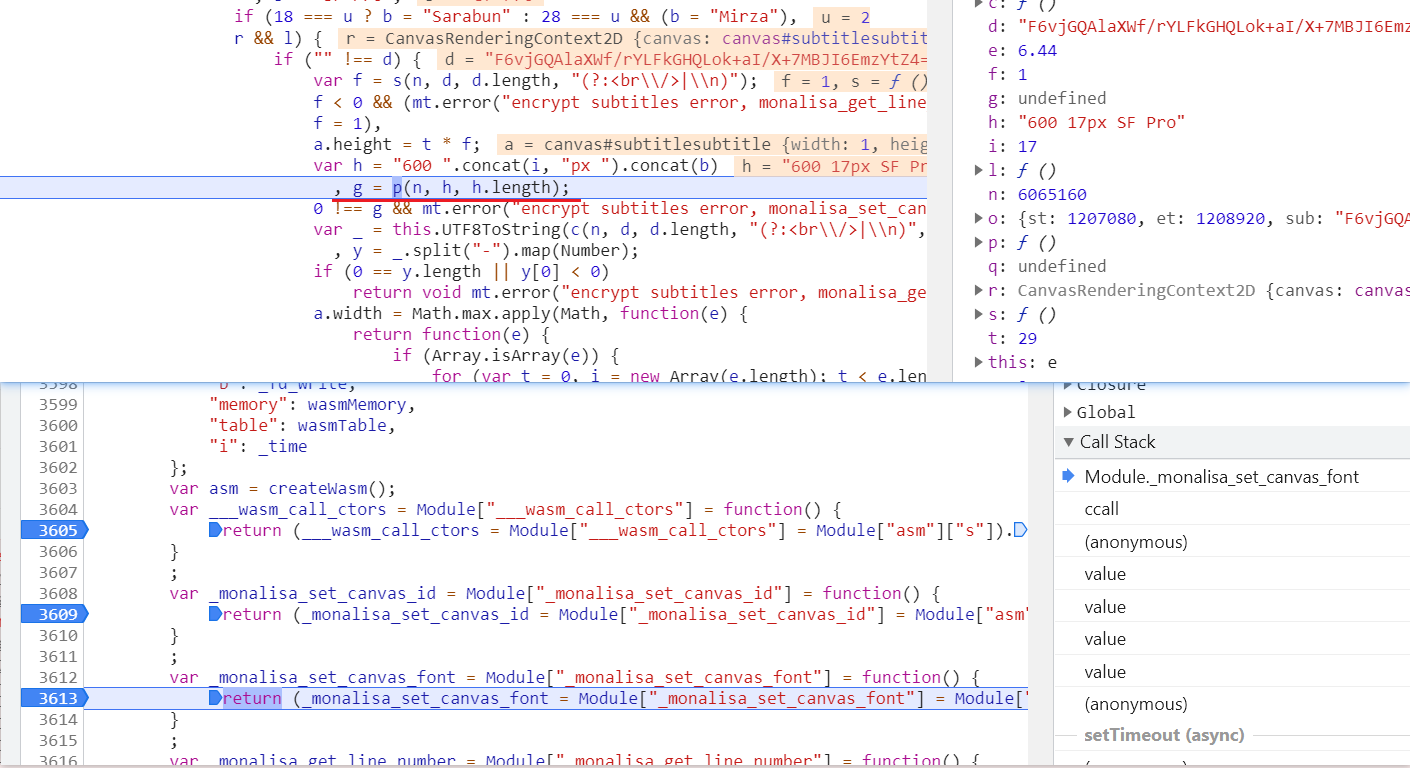 if (18 === u ? b = "Sarabun" : 28 === u && (b = "Mirza"), u = 2
r && l) { r = CanvasRenderingContext2D {canvas: canvas#subtitlesubtit
if ("" !== d) { d = "F6vjGQAlaXWf/rYLFkGHQLok+aI/X+7MBJI6EmzYtZ4=
var f = s(n, d, d.length, "(?:<br\\/>|\\n)"); f = 1, s = ƒ ()
f < 0 && (mt.error("encrypt subtitles error, monalisa_get_line
f = 1),
a.height = t * f; a = canvas#subtitlesubtitle {width: 1, heig
var h = "600 ".concat(i, "px ").concat(b) h = "600 17px SF Pr
, g = p(n, h, h.length);
0 !== g && mt.error("encrypt subtitles error, monalisa_set_can
var _ = this.UTF8ToString(c(n, d, d.length, "(?:<br\\/>|\\n)",
, y = _.split("-").map(Number);
if (0 == y.length || y[0] < 0)
return void mt.error("encrypt subtitles error, monalisa_ge
a.width = Math.max.apply(Math, function(e) {
return function(e) {
if (Array.isArray(e)) {
for (var t = 0, i = new Array(e.length); t < e.len
c: ƒ ()
d: "F6vjGQAlaXWf/rYLFkGHQLok+aI/X+7MBJI6Emz
e: 6.44
f: 1
g: undefined
h: "600 17px SF Pro"
i: 17
l: ƒ ()
n: 6065160
o: {st: 1207080, et: 1208920, sub: "F6vjGQA
p: ƒ ()
q: undefined
r: CanvasRenderingContext2D {canvas: canvas
s: ƒ ()
t: 29
this: e
3598 "D": _fd_write,
3599 "memory": wasmMemory,
3600 "table": wasmTable,
3601 "i": _time
3602 };
3603 var asm = createWasm();
3604 var ___wasm_call_ctors = Module["___wasm_call_ctors"] = function() {
3605 return (___wasm_call_ctors = Module["___wasm_call_ctors"] = Module["asm"]["s"]).
3606 }
3607 ;
3608 var _monalisa_set_canvas_id = Module["_monalisa_set_canvas_id"] = function() {
3609 return (_monalisa_set_canvas_id = Module["_monalisa_set_canvas_id"] = Module["asm"
3610 }
3611 ;
3612 var _monalisa_set_canvas_font = Module["_monalisa_set_canvas_font"] = function() {
3613 return (_monalisa_set_canvas_font = Module["_monalisa_set_canvas_font"] = Module["
3614 }
3615 ;
3616 var _monalisa_get_line_number = Module["_monalisa_get_line_number"] = function() {
Closure
Global
Call Stack
Module._monalisa_set_canvas_font
ccall
(anonymous)
value
value
value
value
(anonymous)
setTimeout (async)